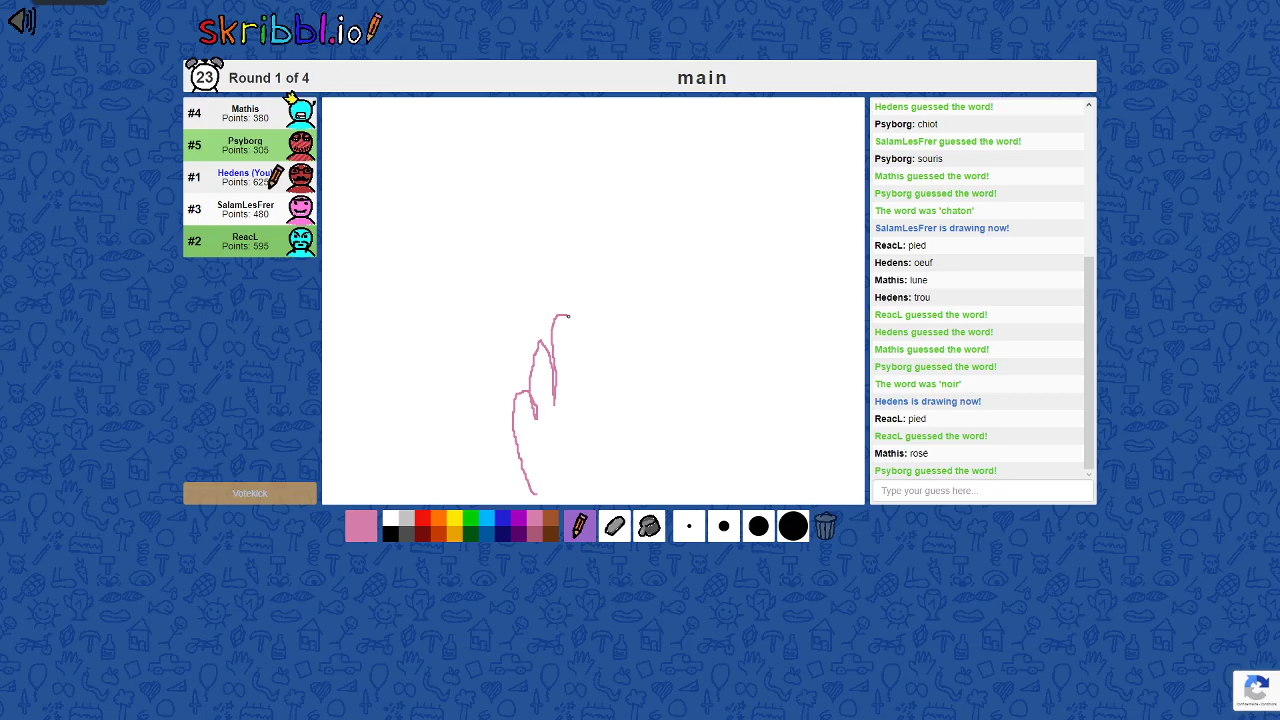 skribbl.io
23
Round 1 of 4
main
#4
Mathis
Points: 380
#5
Psyborg
Points: 305
#1
Hedens (You
Points: 625
#3
SalamLesFrer
Points: 480
#2
ReacL
Points: 595
Votekick
Hedens guessed the word!
Psyborg: chiot
SalamLesFrer guessed the word!
Psyborg: souris
Mathis guessed the word!
Psyborg guessed the word!
The word was 'chaton'
SalamLesFrer is drawing now!
ReacL: pied
Hedens: oeuf
Mathis: lune
Hedens: trou
ReacL guessed the word!
Hedens guessed the word!
Mathis guessed the word!
Psyborg guessed the word!
The word was 'noir'
Hedens is drawing now!
ReacL: pied
ReacL guessed the word!
Mathis: rose
Psyborg guessed the word!
Type your guess here...